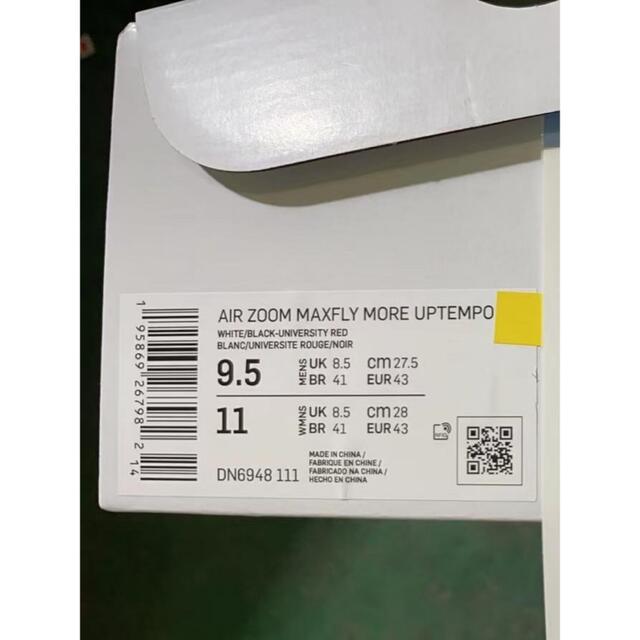 AIR ZOOM MAXFLY MORE UPTEMPO
WHITE/BLACK-UNIVERSITY RED
BLANC/UNIVERSITE ROUGE/NOIR
9.5 MENS UK 8.5 CM 27.5
BR 41 EUR 43
11 WMNS UK 8.5 CM 28
BR 41 EUR 43
RFID
DN6948 111
MADE IN CHINA /
FABRIQUE EN CHINE /
FABRICADO NA CHINA /
HECHO EN CHINA
1 95869 26798 2 14